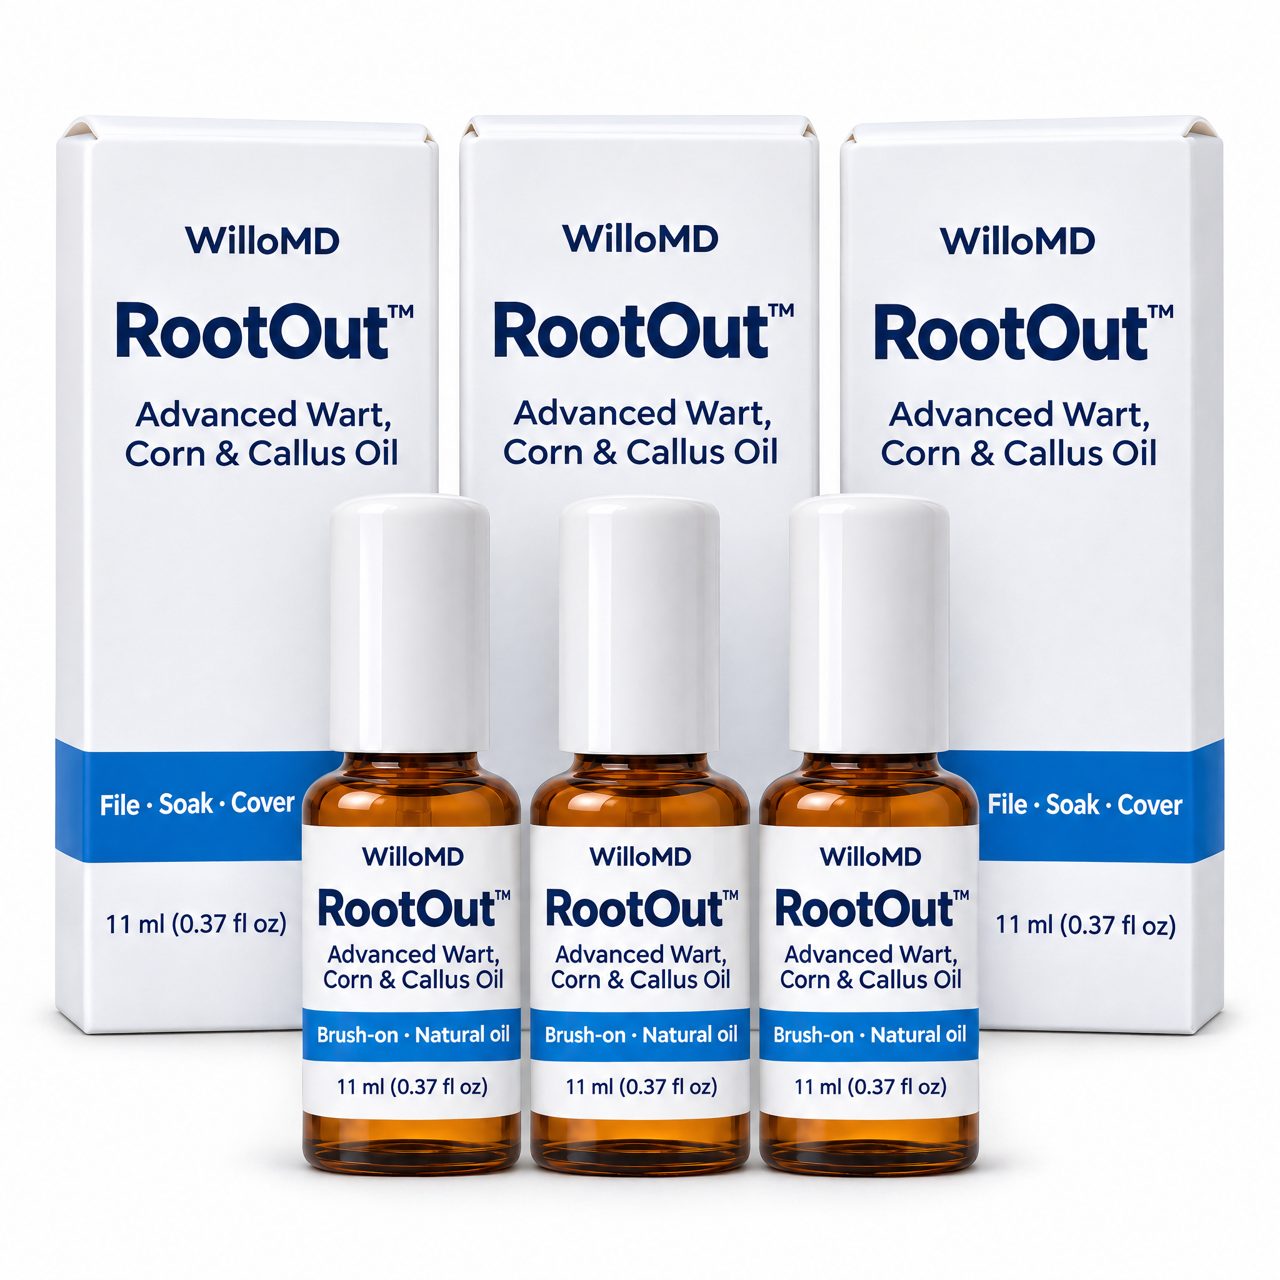 WilloMD
RootOut™
Advanced Wart,
Corn & Callus Oil
File · Soak · Cover
11 ml (0.37 fl oz)
WilloMD
RootOut™
Advanced Wart,
Corn & Callus Oil
WilloMD
RootOut™
Advanced Wart,
Corn & Callus Oil
File · Soak · Cover
11 ml (0.37 fl oz)
WilloMD
RootOut™
Advanced Wart,
Corn & Callus Oil
Brush-on · Natural oil
11 ml (0.37 fl oz)
WilloMD
RootOut™
Advanced Wart,
Corn & Callus Oil
Brush-on · Natural oil
11 ml (0.37 fl oz)
WilloMD
RootOut™
Advanced Wart,
Corn & Callus Oil
Brush-on · Natural oil
11 ml (0.37 fl oz)